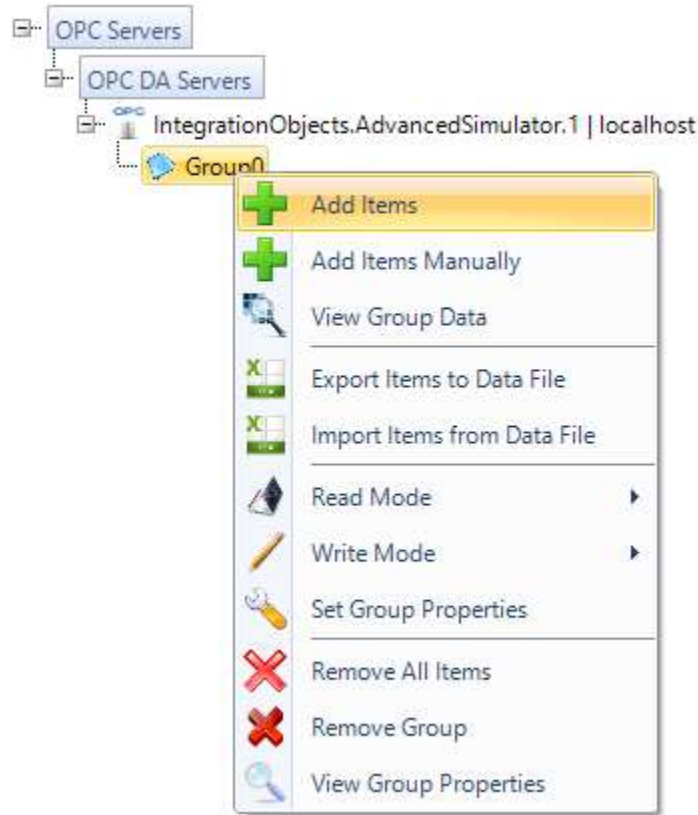 OPC Servers
OPC DA Servers
OPC
IntegrationObjects.AdvancedSimulator.1 | localhost
Group0
Add Items
Add Items Manually
View Group Data
Export Items to Data File
Import Items from Data File
Read Mode
Write Mode
Set Group Properties
Remove All Items
Remove Group
View Group Properties